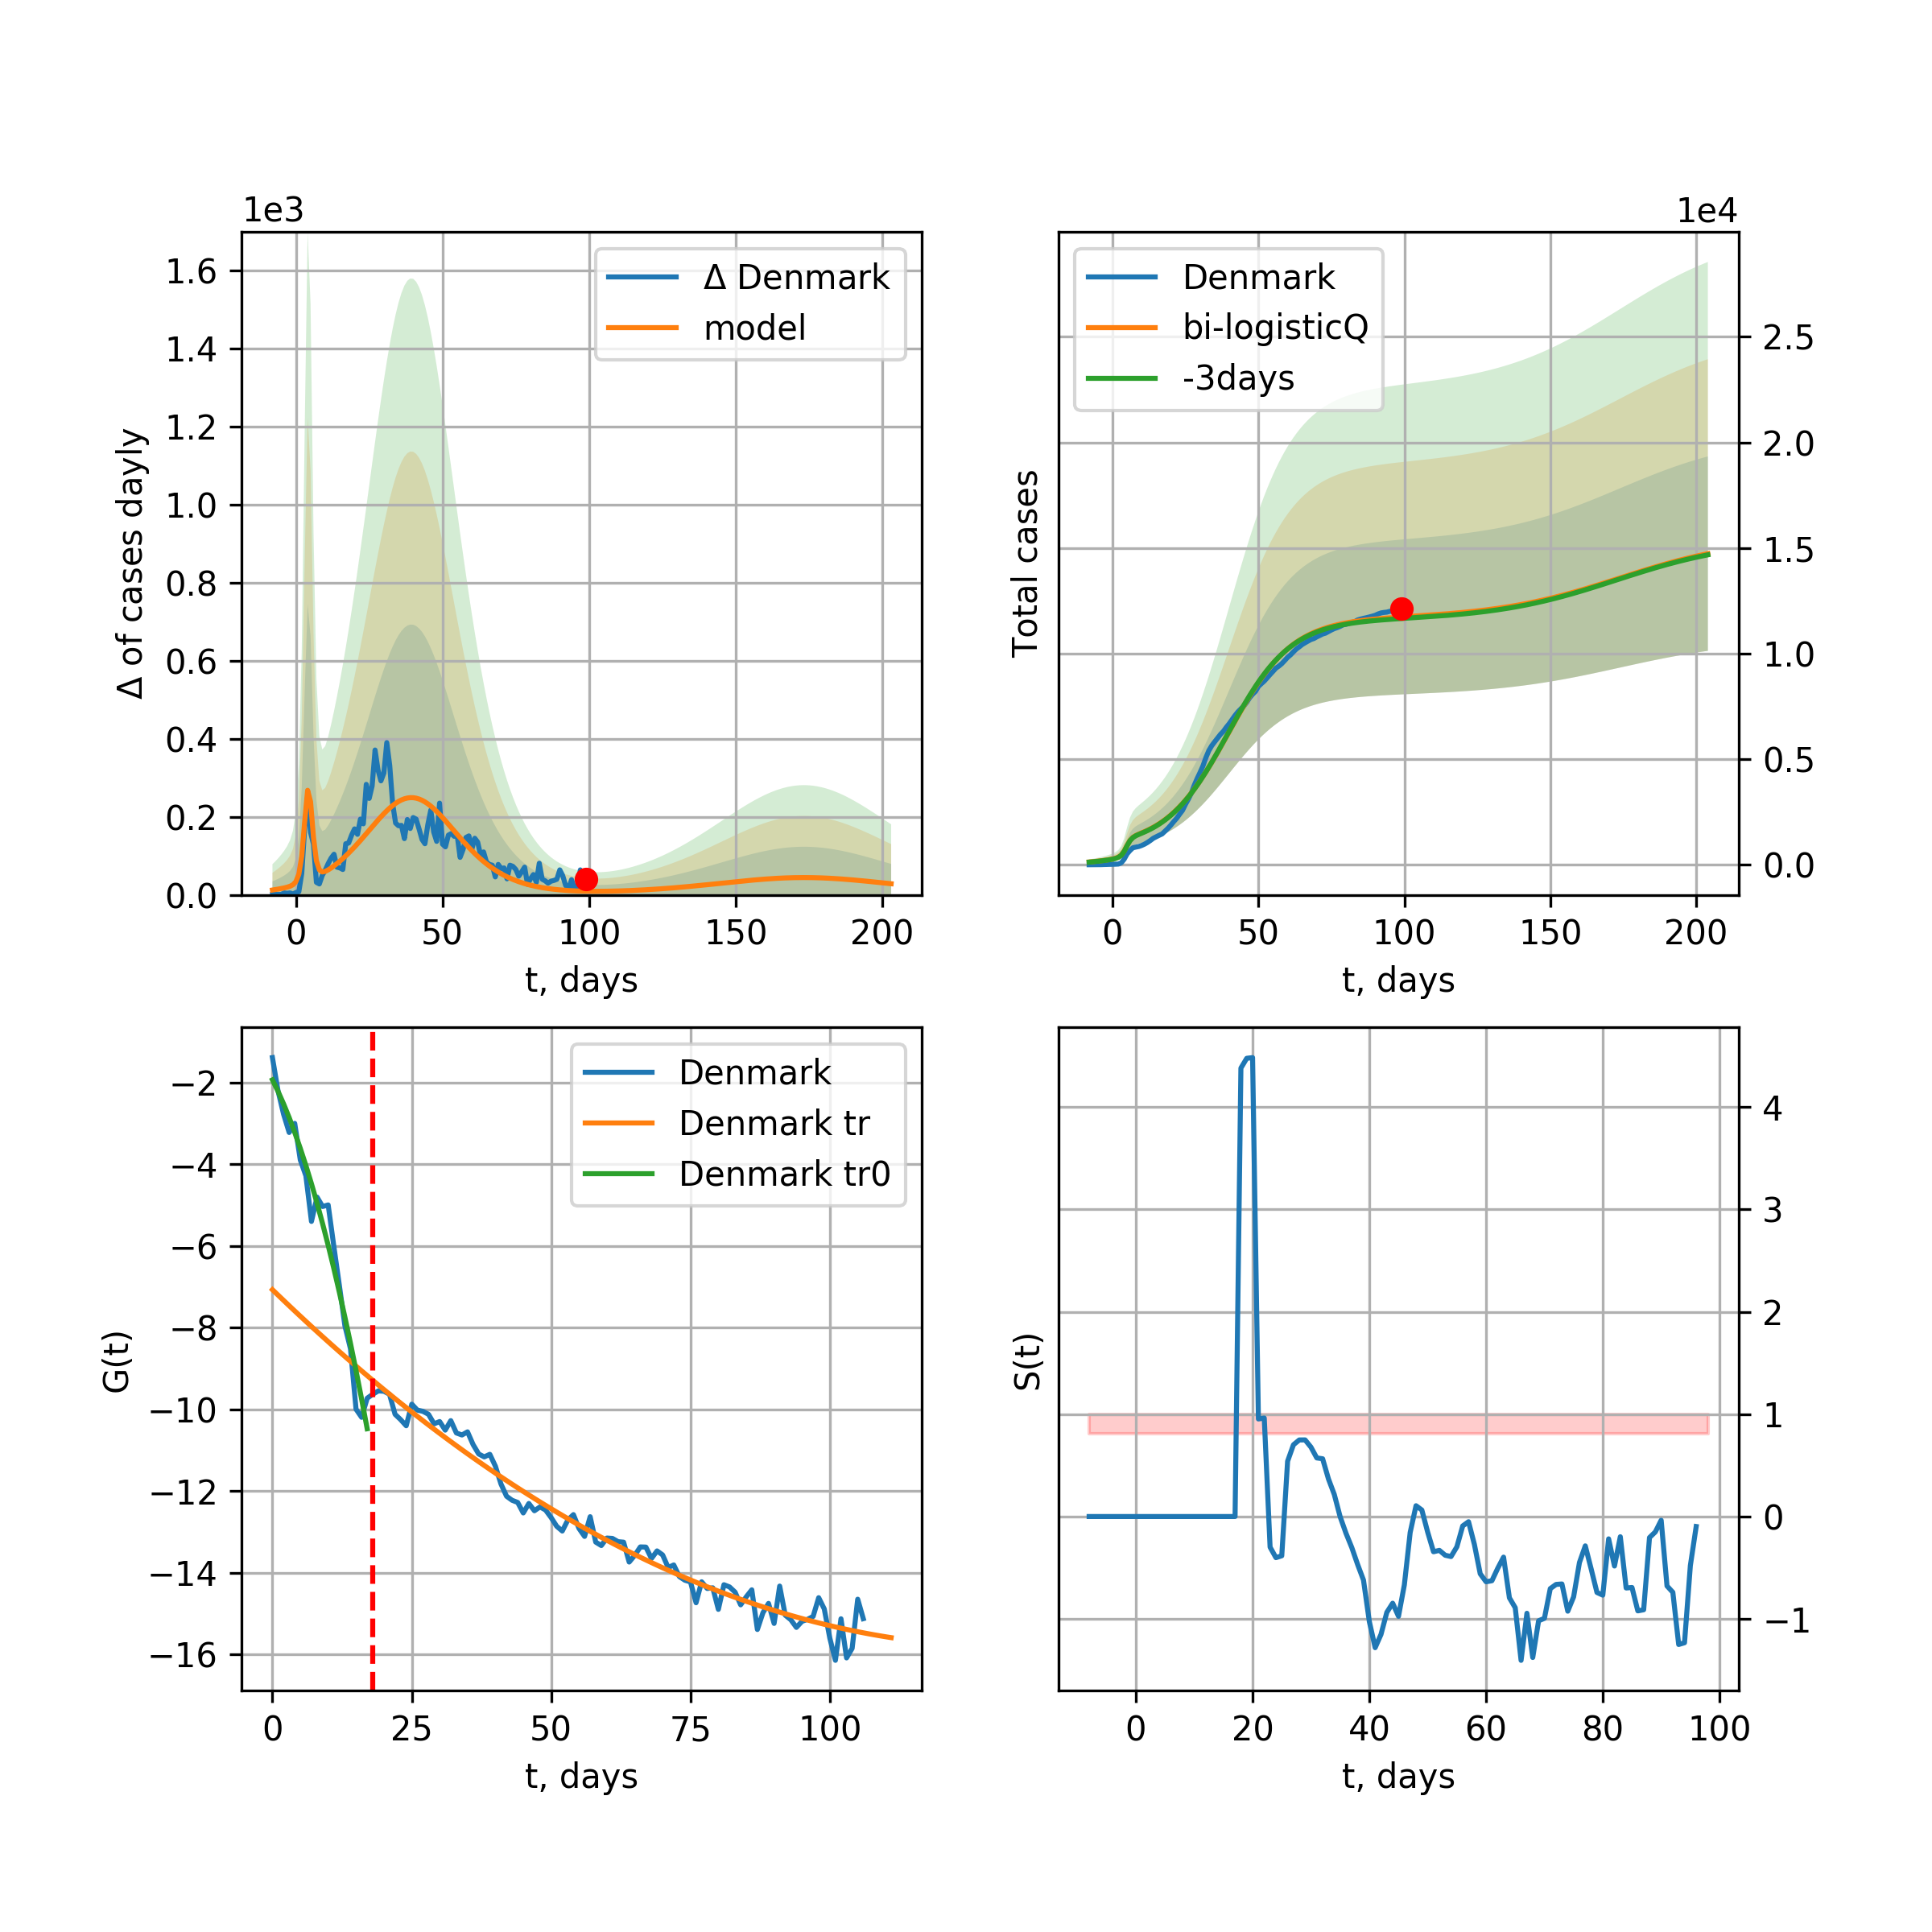 1e3
Δ of cases dayly
1.6
1.4
1.2
1.0
0.8
0.6
0.4
0.2
0.0
Δ Denmark
model
0 50 100 150 200
t, days
1e4
Total cases
Denmark
bi-logisticQ
-3days
2.5
2.0
1.5
1.0
0.5
0.0
0 50 100 150 200
t, days
G(t)
−2
−4
−6
−8
−10
−12
−14
−16
Denmark
Denmark tr
Denmark tr0
0 25 50 75 100
t, days
S(t)
4
3
2
1
0
−1
0 20 40 60 80 100
t, days